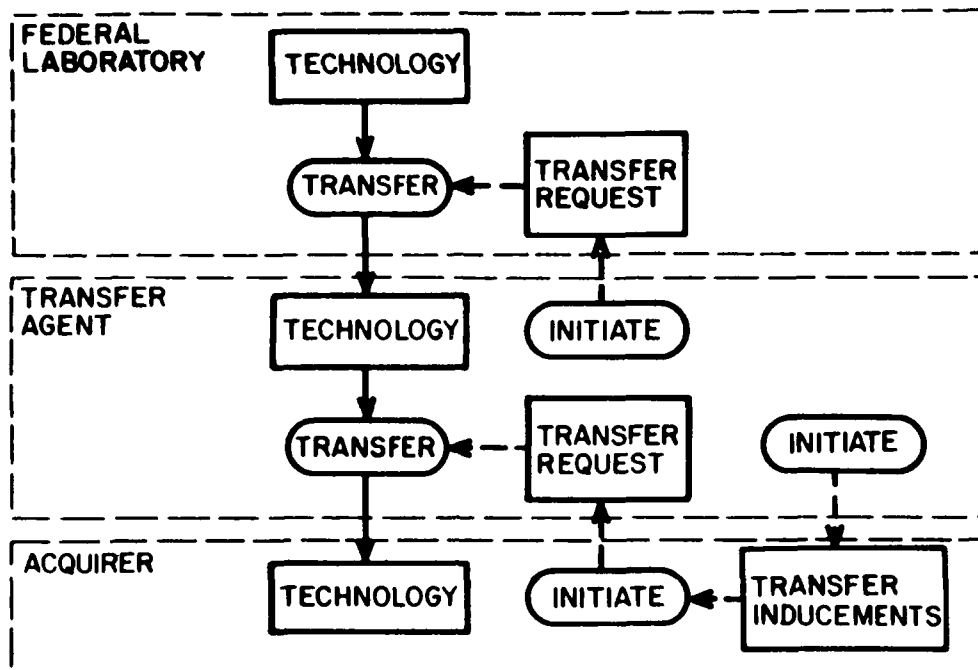 FEDERAL
LABORATORY
TECHNOLOGY
TRANSFER
TRANSFER
REQUEST
TRANSFER
AGENT
TECHNOLOGY
INITIATE
TRANSFER
TRANSFER
REQUEST
INITIATE
ACQUIRER
TECHNOLOGY
INITIATE
TRANSFER
INDUCEMENTS